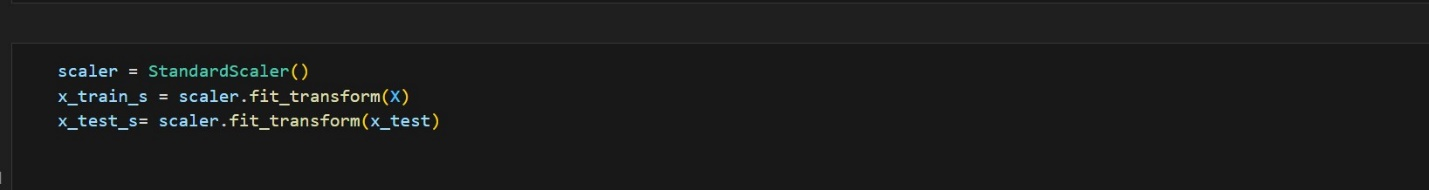 scaler = StandardScaler()
x_train_s = scaler.fit_transform(X)
x_test_s= scaler.fit_transform(x_test)